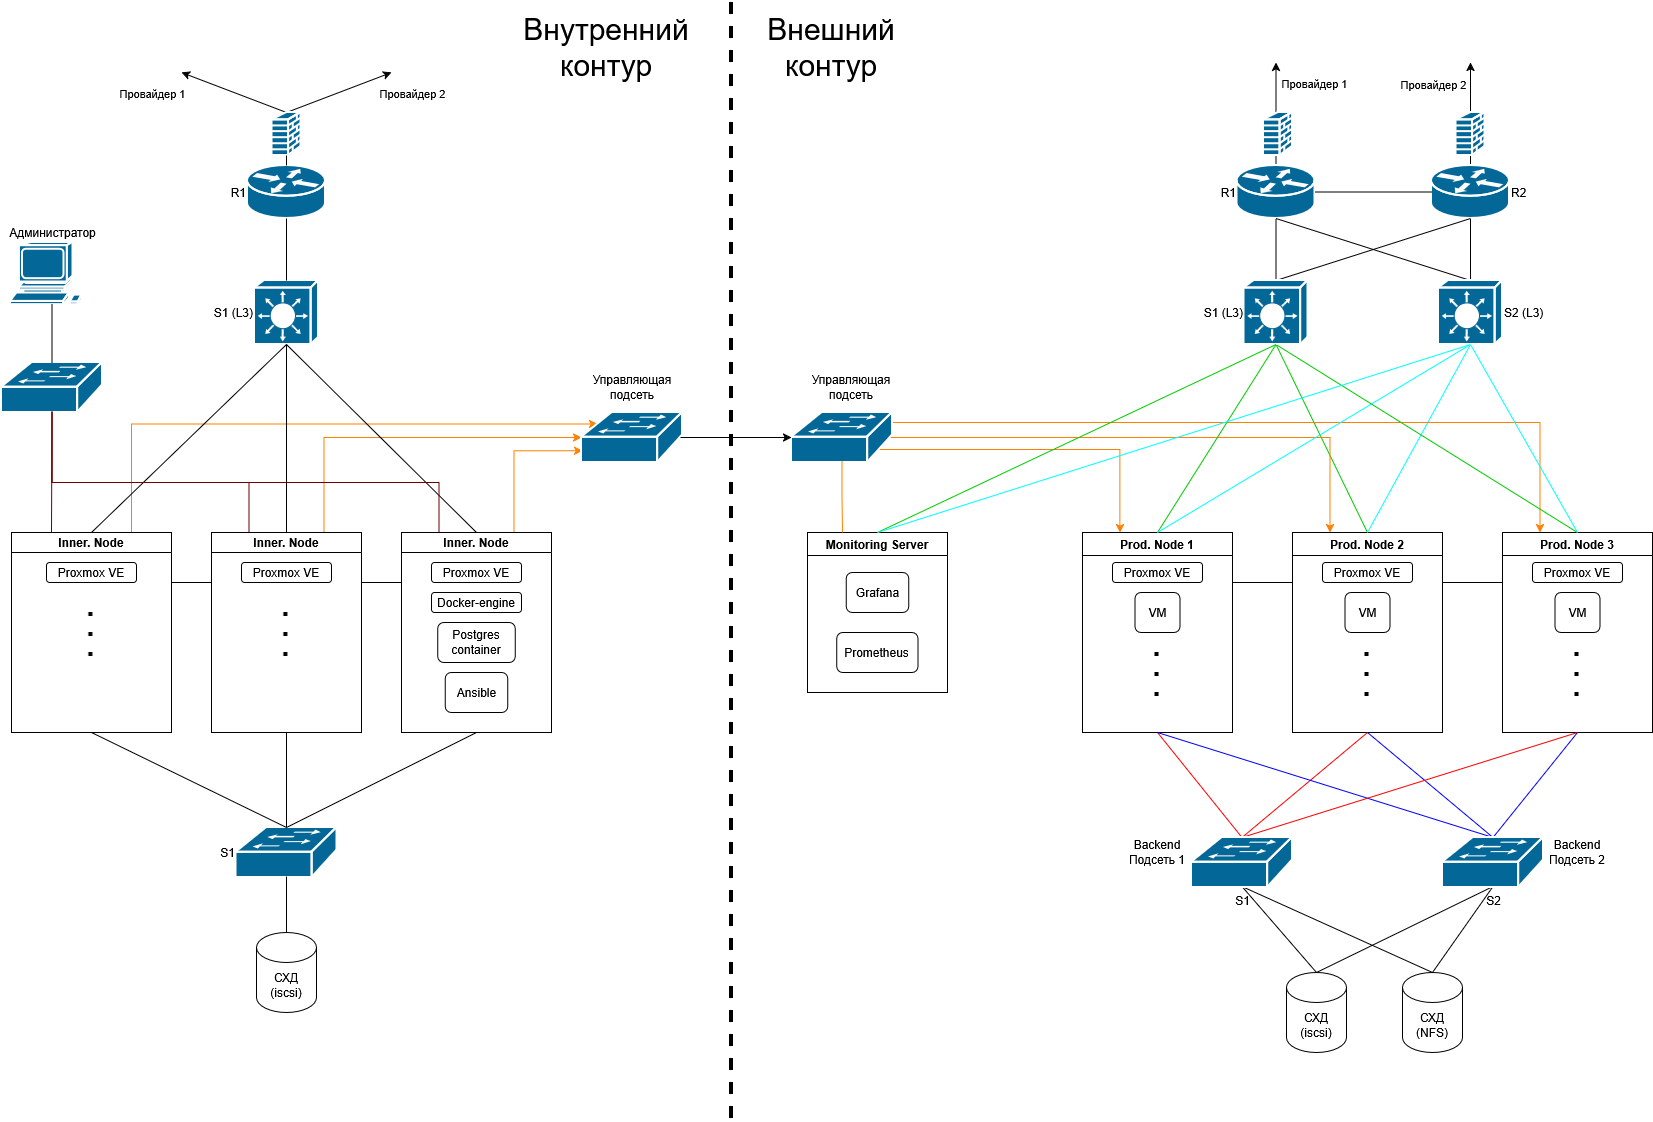 Внутренний
контур
Внешний
контур
Провайдер 1
Провайдер 2
R1
Администратор
S1 (L3)
Управляющая
подсеть
Inner. Node
Proxmox VE
Inner. Node
Proxmox VE
Inner. Node
Proxmox VE
Docker-engine
Postgres
container
Ansible
S1
СХД
(iscsi)
Провайдер 1
Провайдер 2
R1
R2
S1 (L3)
S2 (L3)
Управляющая
подсеть
Monitoring Server
Grafana
Prometheus
Prod. Node 1
Proxmox VE
VM
Prod. Node 2
Proxmox VE
VM
Prod. Node 3
Proxmox VE
VM
Backend
Подсеть 1
S1
Backend
Подсеть 2
S2
СХД
(iscsi)
СХД
(NFS)